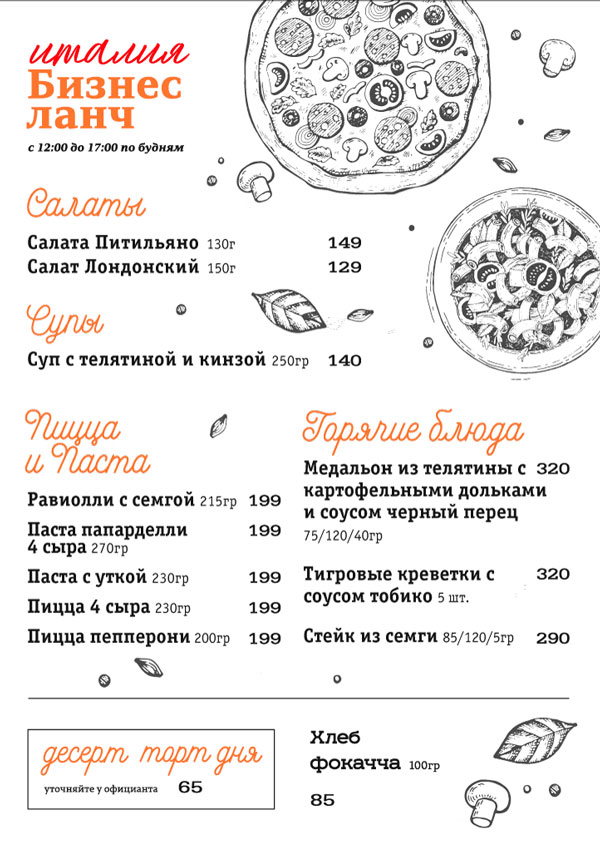 италия
Бизнес
ланч
с 12:00 до 17:00 по будням
Салаты
Салата Питильяно 130г 149
Салат Лондонский 150г 129
Супы
Суп с телятиной и кинзой 250гр 140
Пицца
и Паста
Равиолли с семгой 215гр 199
Паста папарделли 199
4 сыра 270гр
Паста с уткой 230гр 199
Пицца 4 сыра 230гр 199
Пицца пепперони 200гр 199
Горячие блюда
Медальон из телятины с 320
картофельными дольками
и соусом черный перец
75/120/40гр
Тигровые креветки с 320
соусом тобико 5 шт.
Стейк из семги 85/120/5гр 290
десерт торт дня
уточняйте у официанта 65
Хлеб
фокачча 100гр
85